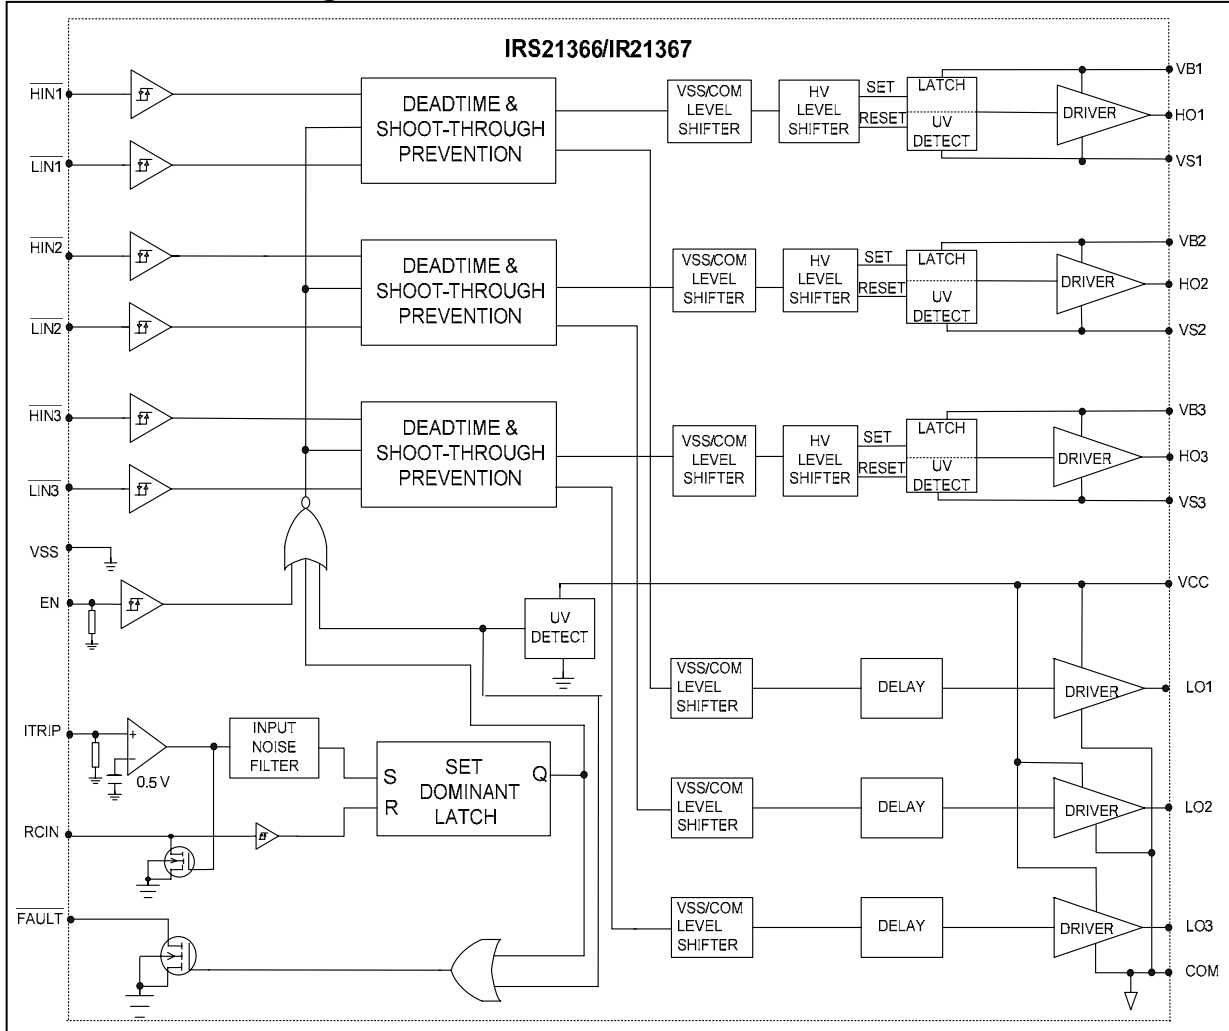 IRS21366/IR21367
HIN1
LIN1
DEADTIME &
SHOOT-THROUGH
PREVENTION
VSS/COM
LEVEL
SHIFTER
HV
LEVEL
SHIFTER
SET
RESET
LATCH
UV
DETECT
DRIVER
VB1
HO1
VS1
HIN2
LIN2
DEADTIME &
SHOOT-THROUGH
PREVENTION
VSS/COM
LEVEL
SHIFTER
HV
LEVEL
SHIFTER
SET
RESET
LATCH
UV
DETECT
DRIVER
VB2
HO2
VS2
HIN3
LIN3
DEADTIME &
SHOOT-THROUGH
PREVENTION
VSS/COM
LEVEL
SHIFTER
HV
LEVEL
SHIFTER
SET
RESET
LATCH
UV
DETECT
DRIVER
VB3
HO3
VS3
VSS
EN
UV
DETECT
VCC
VSS/COM
LEVEL
SHIFTER
DELAY
DRIVER
LO1
ITRIP
+
−
0.5 V
INPUT
NOISE
FILTER
S
R
SET
DOMINANT
LATCH
Q
RCIN
VSS/COM
LEVEL
SHIFTER
DELAY
DRIVER
LO2
FAULT
VSS/COM
LEVEL
SHIFTER
DELAY
DRIVER
LO3
COM